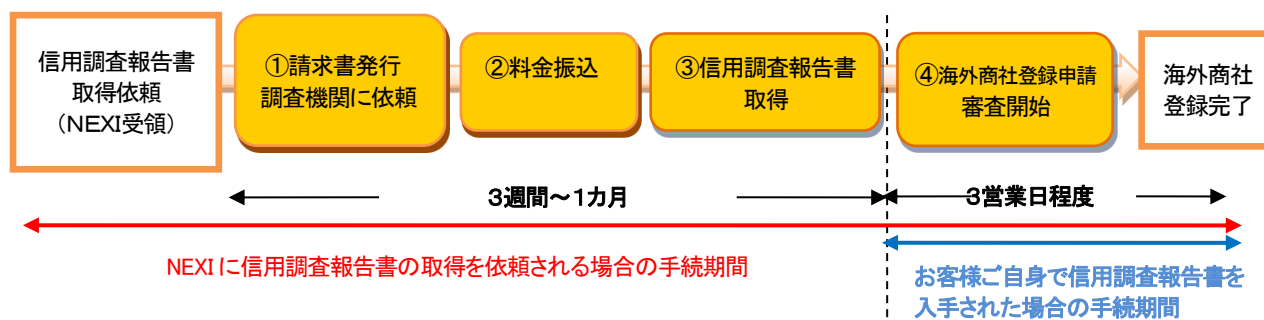 信用調査報告書
取得依頼
（NEXI受領）
①請求書発行
調査機関に依頼
②料金振込
③信用調査報告書
取得
④海外商社登録申請
審査開始
海外商社
登録完了
３週間～１カ月
３営業日程度
NEXIに信用調査報告書の取得を依頼される場合の手続期間
お客様ご自身で信用調査報告書を
入手された場合の手続期間